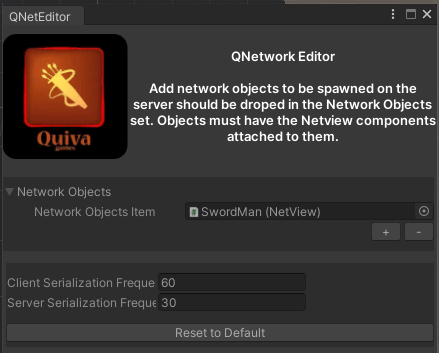 QNetEditor
QNetwork Editor
Add network objects to be spawned on the
server should be droped in the Network Objects
set. Objects must have the Netview components
attached to them.
Quiva
games
Network Objects
Network Objects Item
SwordMan (NetView)
+ -
Client Serialization Freque 60
Server Serialization Freque 30
Reset to Default